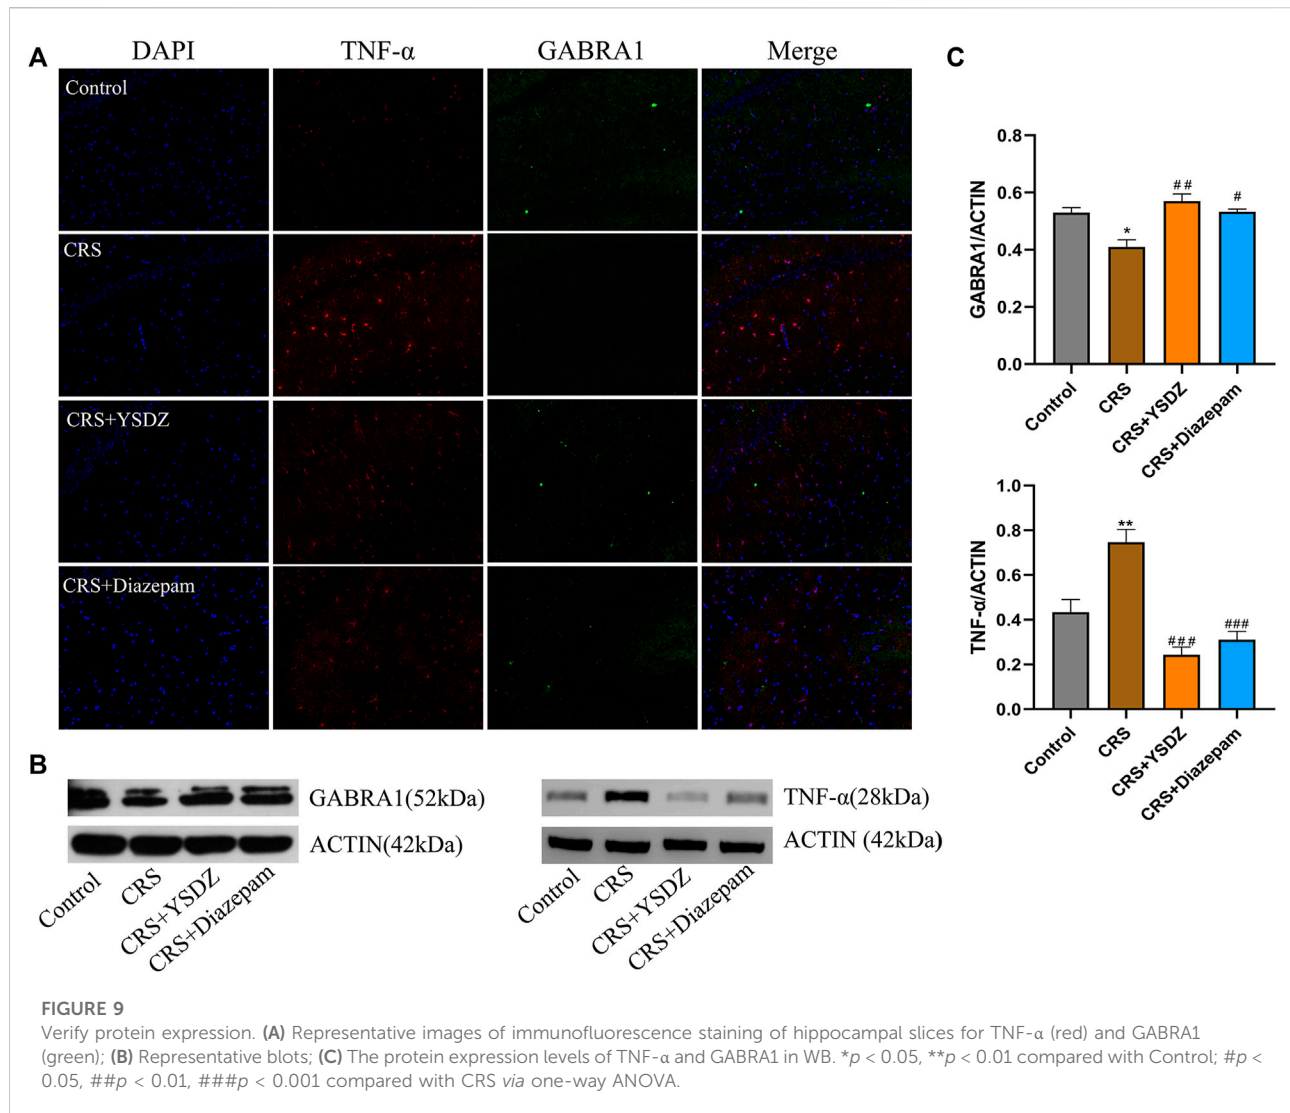 A
DAPI
TNF-α
GABRA1
Merge
Control
CRS
CRS+YSDZ
CRS+Diazepam
B
GABRA1(52kDa)
ACTIN(42kDa)
Control
CRS
CRS+YSDZ
CRS+Diazepam
TNF-α(28kDa)
ACTIN (42kDa)
Control
CRS
CRS+YSDZ
CRS+Diazepam
C
GABRA1/ACTIN
0.8
0.6
0.4
0.2
0.0
*
##
#
Control
CRS
CRS+YSDZ
CRS+Diazepam
TNF-α/ACTIN
1.0
0.8
0.6
0.4
0.2
0.0
**
###
###
Control
CRS
CRS+YSDZ
CRS+Diazepam
FIGURE 9
Verify protein expression. (A) Representative images of immunofluorescence staining of hippocampal slices for TNF-α (red) and GABRA1
(green); (B) Representative blots; (C) The protein expression levels of TNF-α and GABRA1 in WB. *p < 0.05, **p < 0.01 compared with Control; #p <
0.05, ##p < 0.01, ###p < 0.001 compared with CRS via one-way ANOVA.